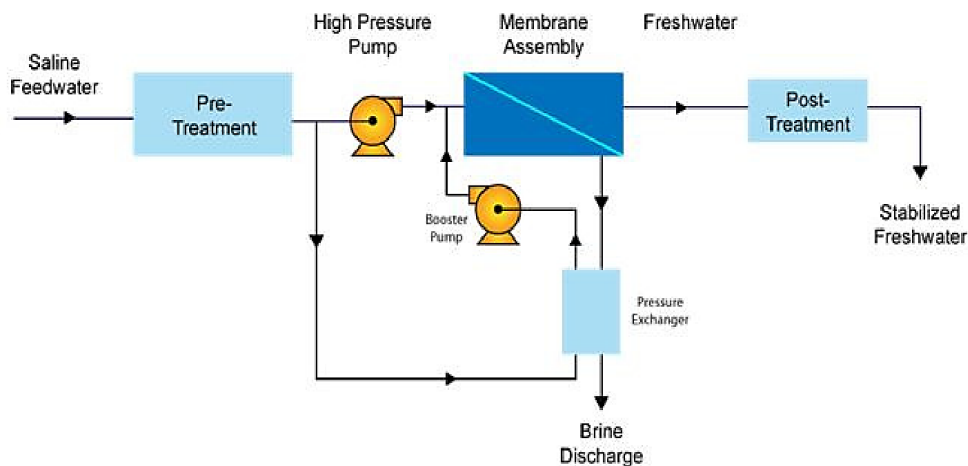 Saline
Feedwater
Pre-
Treatment
High Pressure
Pump
Membrane
Assembly
Freshwater
Post-
Treatment
Stabilized
Freshwater
Booster
Pump
Pressure
Exchanger
Brine
Discharge